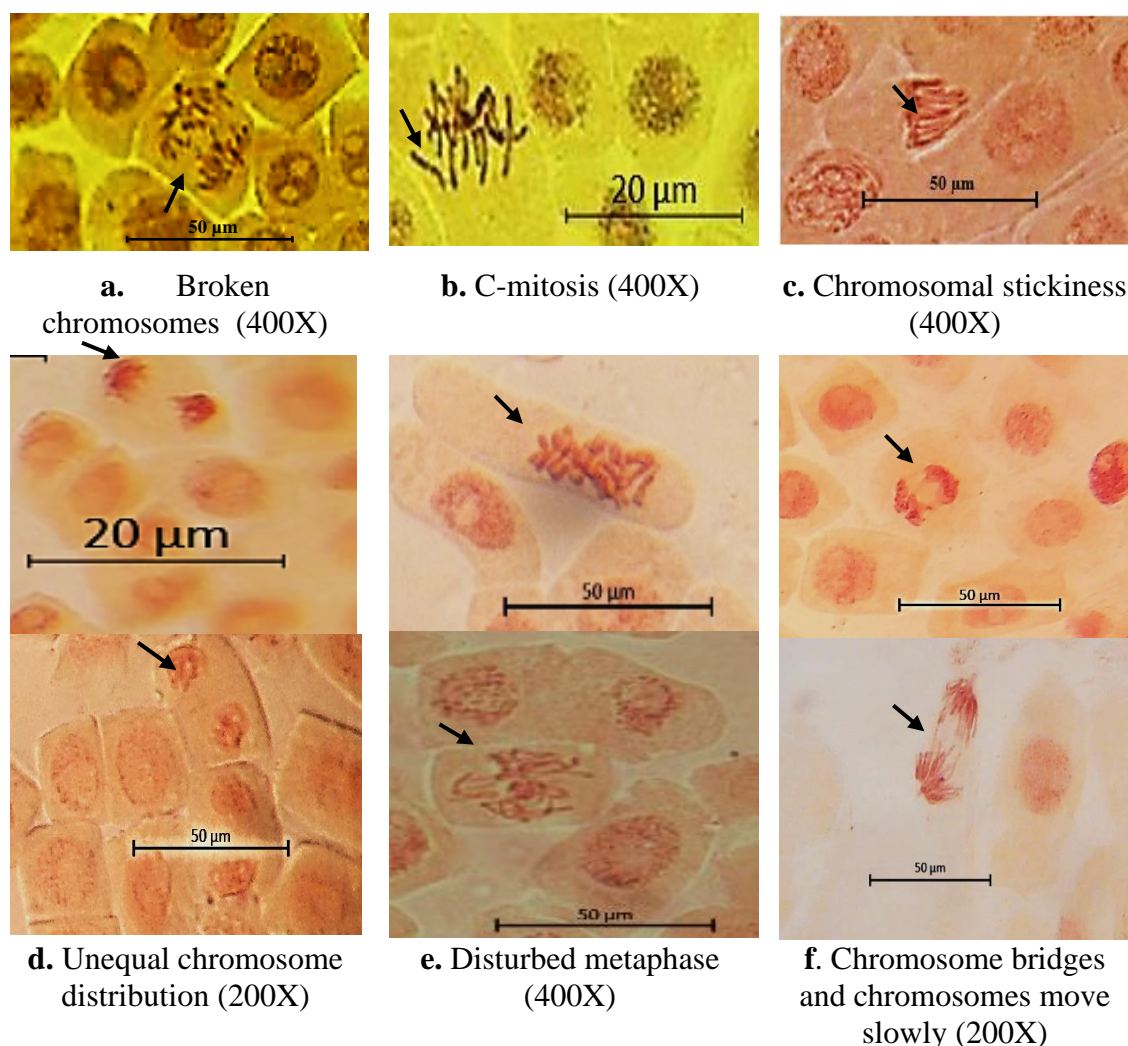 50 µm
20 µm
50 µm
a. Broken
chromosomes (400X)
b. C-mitosis (400X)
c. Chromosomal stickiness
(400X)
20 µm
50 µm
50 µm
50 µm
50 µm
50 µm
d. Unequal chromosome
distribution (200X)
e. Disturbed metaphase
(400X)
f. Chromosome bridges
and chromosomes move
slowly (200X)